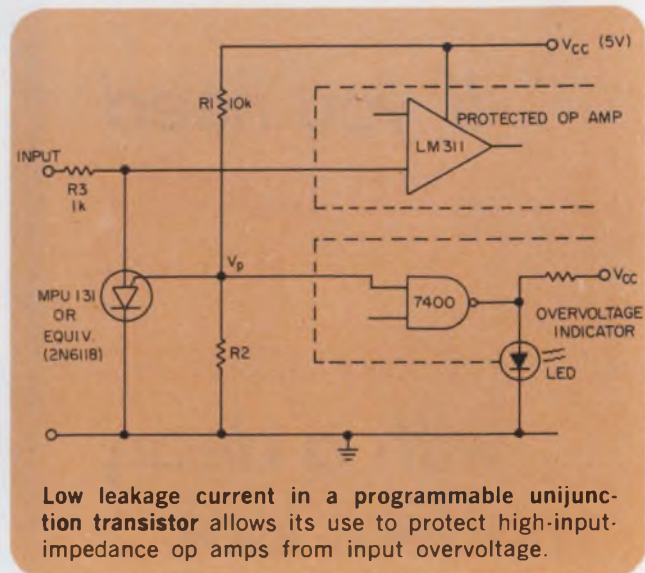 VCC (5V)
R1 10k
PROTECTED OP AMP
LM311
INPUT
R3
1k
Vp
MPU 131
OR
EQUIV.
(2N6118)
7400
VCC
OVERVOLTAGE
INDICATOR
R2
LED
Low leakage current in a programmable unijunc-
tion transistor allows its use to protect high-input-
impedance op amps from input overvoltage.